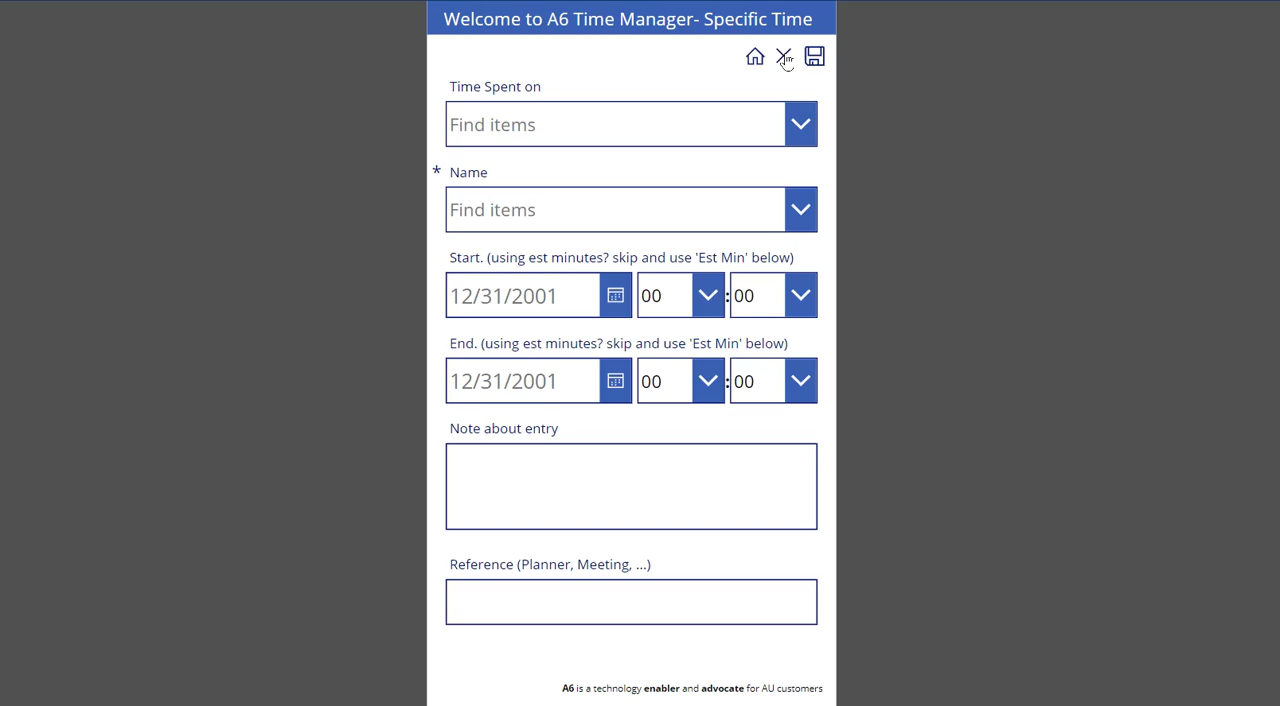 Welcome to A6 Time Manager- Specific Time
Time Spent on
Find items
* Name
Find items
Start. (using est minutes? skip and use 'Est Min' below)
12/31/2001 00 : 00
End. (using est minutes? skip and use 'Est Min' below)
12/31/2001 00 : 00
Note about entry
Reference (Planner, Meeting, ...)
A6 is a technology enabler and advocate for AU customers